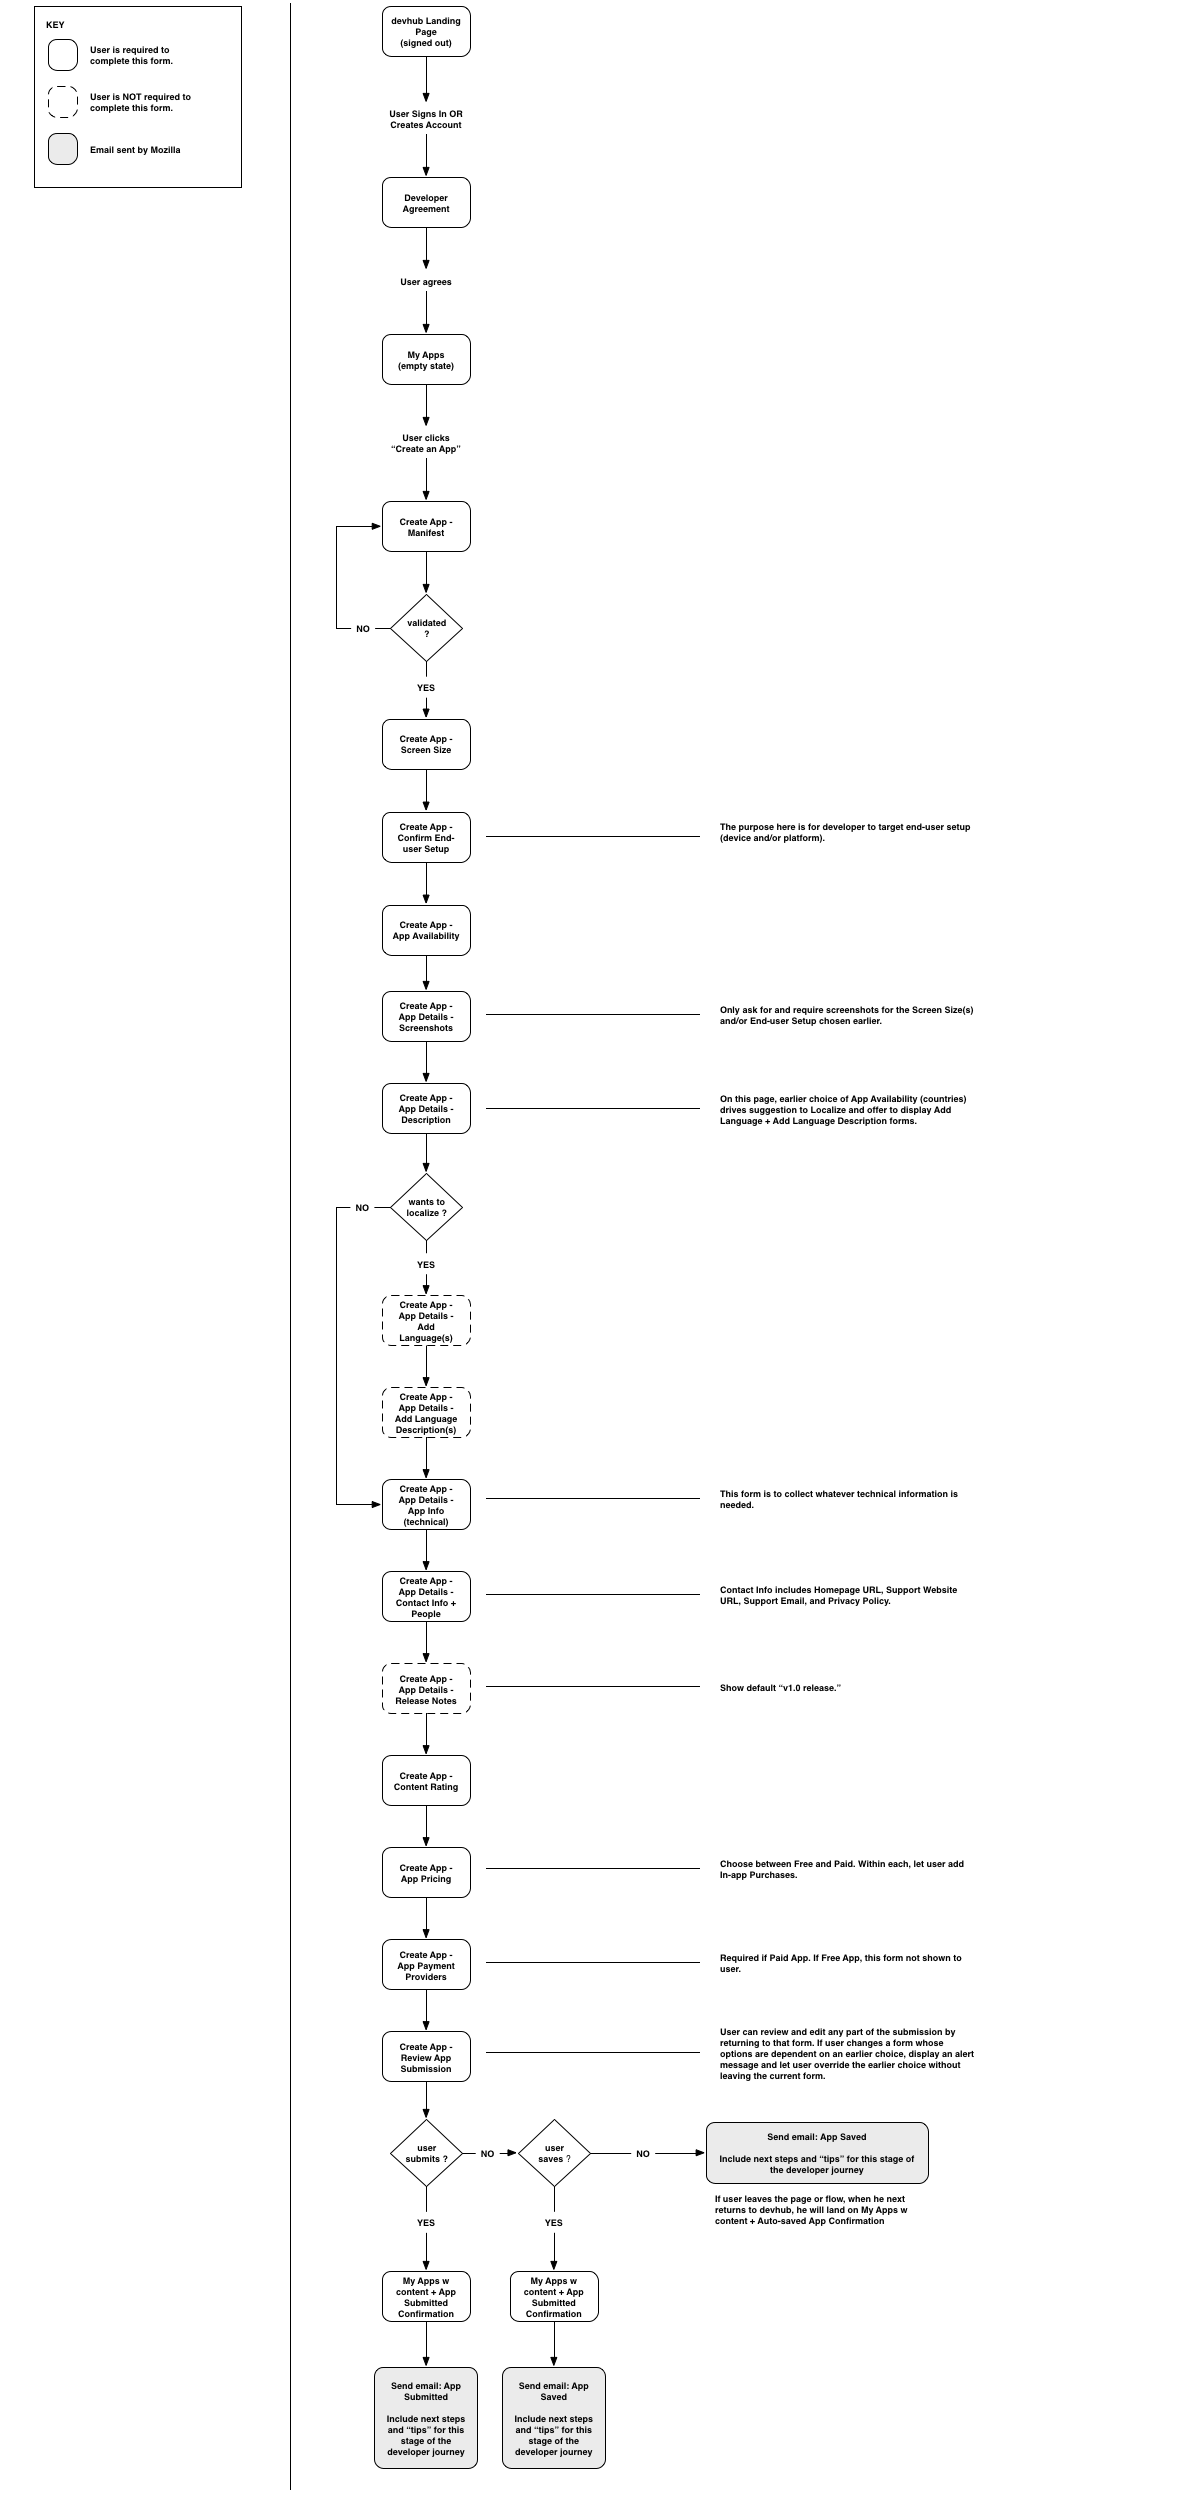 KEY
User is required to
complete this form.
User is NOT required to
complete this form.
Email sent by Mozilla
devhub Landing
Page
(signed out)
User Signs In OR
Creates Account
Developer
Agreement
User agrees
My Apps
(empty state)
User clicks
“Create an App”
Create App -
Manifest
validated
?
NO
YES
Create App -
Screen Size
Create App -
Confirm End-
user Setup
The purpose here is for developer to target end-user setup
(device and/or platform).
Create App -
App Availability
Create App -
App Details -
Screenshots
Only ask for and require screenshots for the Screen Size(s)
and/or End-user Setup chosen earlier.
Create App -
App Details -
Description
On this page, earlier choice of App Availability (countries)
drives suggestion to Localize and offer to display Add
Language + Add Language Description forms.
wants to
localize ?
NO
YES
Create App -
App Details -
Add
Language(s)
Create App -
App Details -
Add Language
Description(s)
Create App -
App Details -
App Info
(technical)
This form is to collect whatever technical information is
needed.
Create App -
App Details -
Contact Info +
People
Contact Info includes Homepage URL, Support Website
URL, Support Email, and Privacy Policy.
Create App -
App Details -
Release Notes
Show default “v1.0 release.”
Create App -
Content Rating
Create App -
App Pricing
Choose between Free and Paid. Within each, let user add
In-app Purchases.
Create App -
App Payment
Providers
Required if Paid App. If Free App, this form not shown to
user.
Create App -
Review App
Submission
User can review and edit any part of the submission by
returning to that form. If user changes a form whose
options are dependent on an earlier choice, display an alert
message and let user override the earlier choice without
leaving the current form.
user
submits ?
NO
user
saves ?
NO
Send email: App Saved
Include next steps and “tips” for this stage of
the developer journey
If user leaves the page or flow, when he next
returns to devhub, he will land on My Apps w
content + Auto-saved App Confirmation
YES
YES
My Apps w
content + App
Submitted
Confirmation
My Apps w
content + App
Submitted
Confirmation
Send email: App
Submitted
Include next steps
and “tips” for this
stage of the
developer journey
Send email: App
Saved
Include next steps
and “tips” for this
stage of the
developer journey